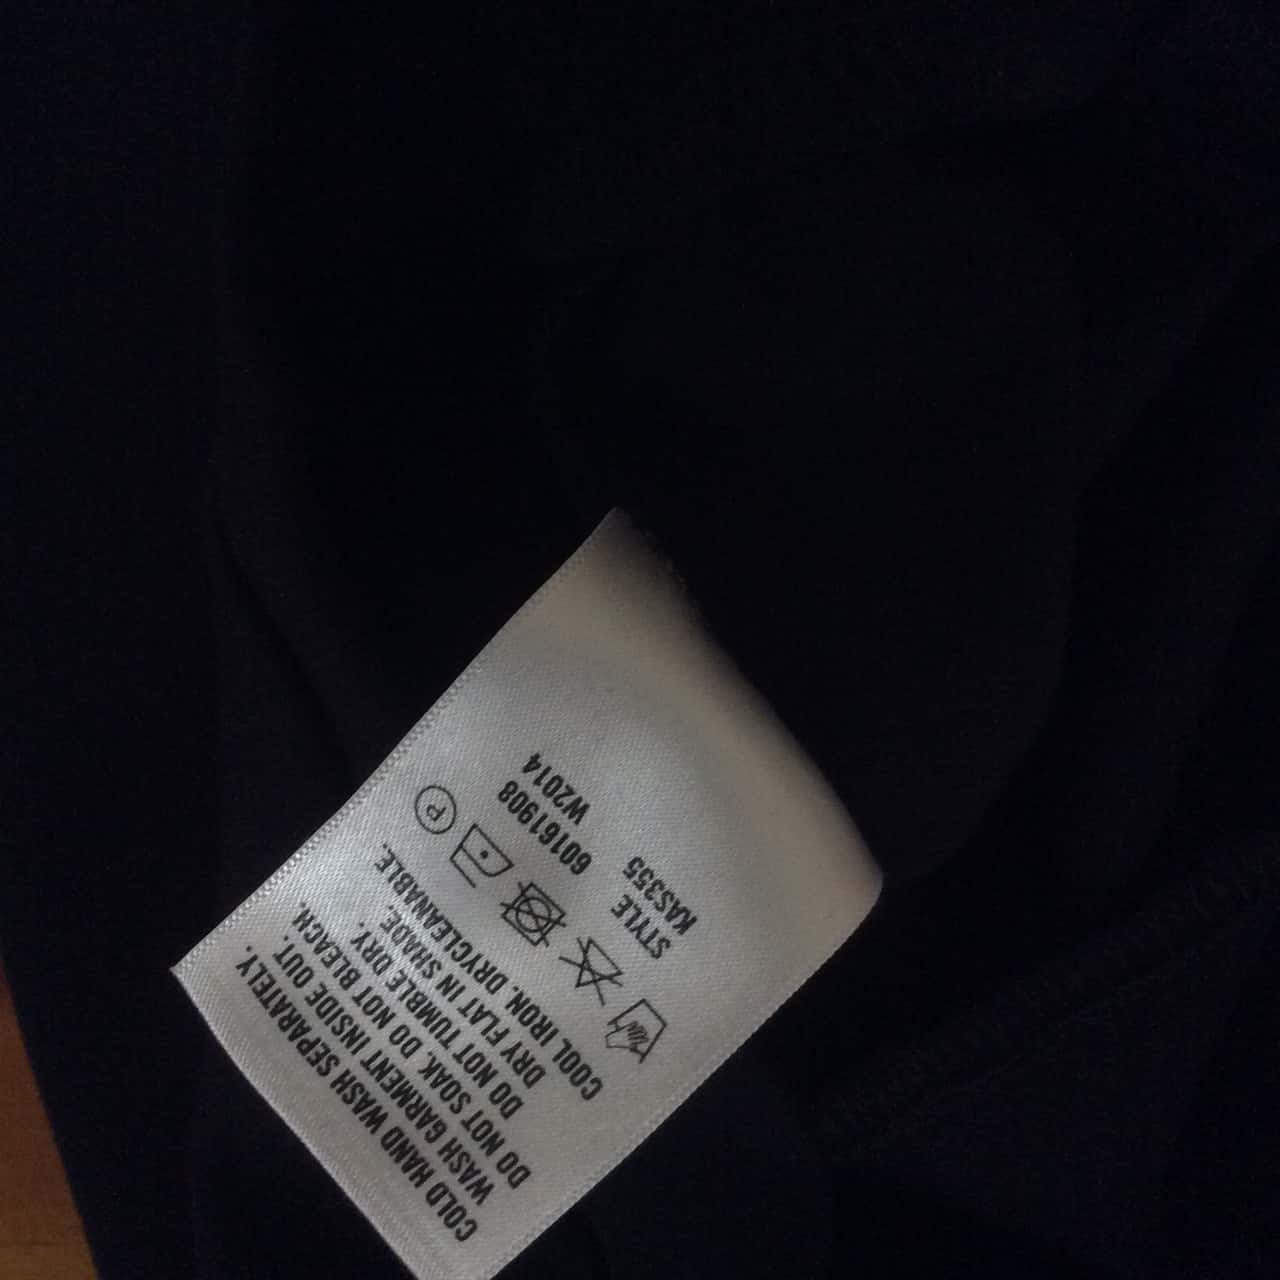 COLD HAND WASH SEPARATELY.
WASH GARMENT INSIDE OUT.
DO NOT SOAK. DO NOT BLEACH.
DO NOT TUMBLE DRY.
DRY FLAT IN SHADE.
COOL IRON. DRYCLEANABLE.
P
STYLE 60161908
KAS355 W2014